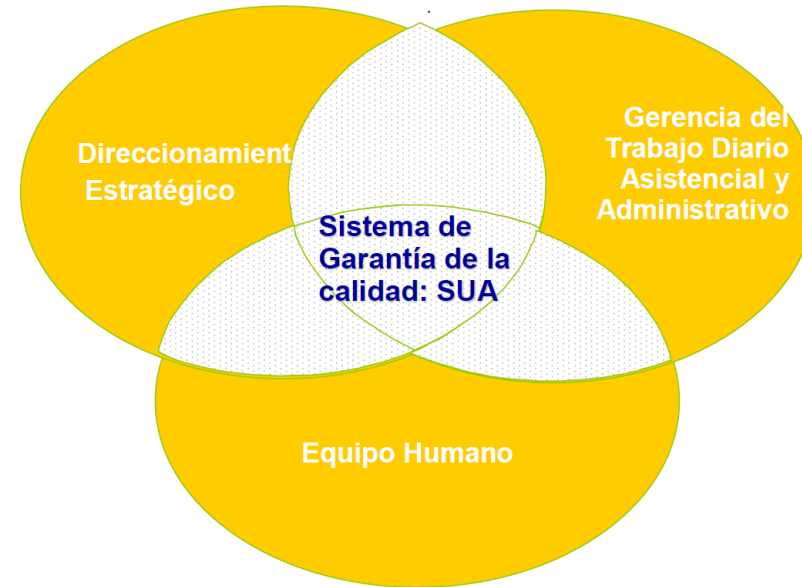 Direccionamient
Estratégico
Gerencia del
Trabajo Diario
Asistencial y
Administrativo
Sistema de
Garantía de la
calidad: SUA
Equipo Humano